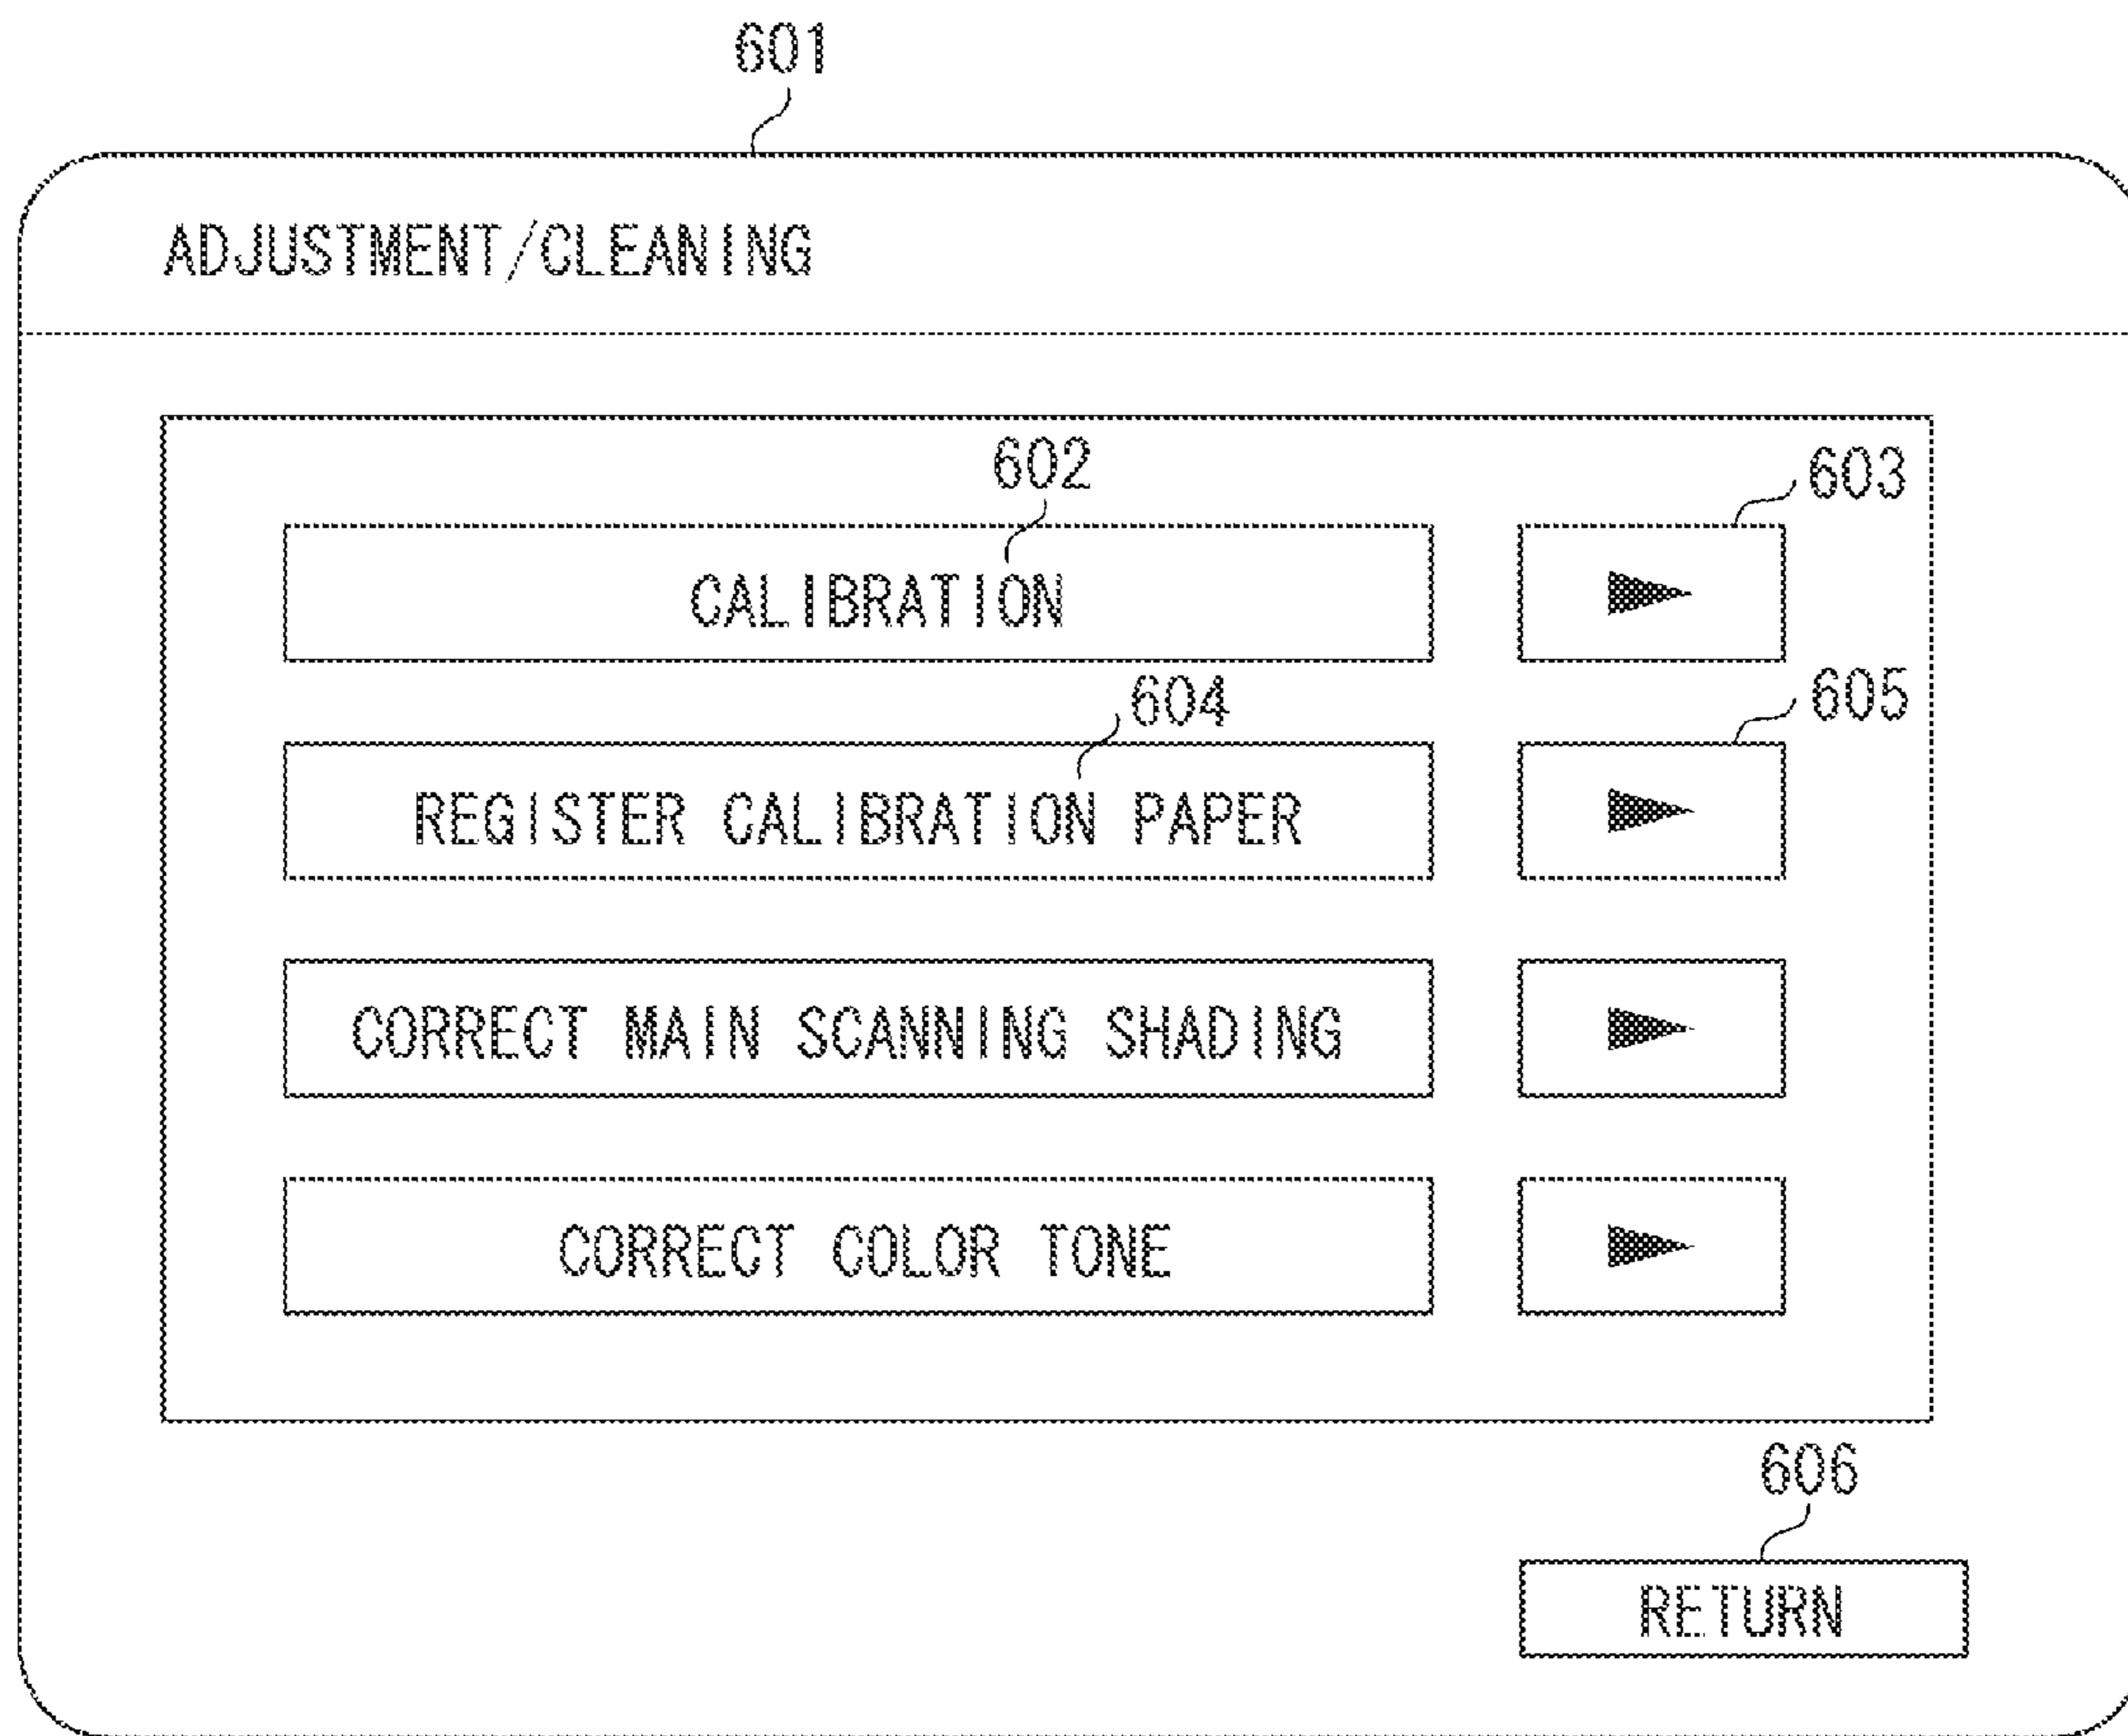 601
ADJUSTMENT/CLEANING
602
603
CALIBRATION
604
605
REGISTER CALIBRATION PAPER
CORRECT MAIN SCANNING SHADING
CORRECT COLOR TONE
606
RETURN